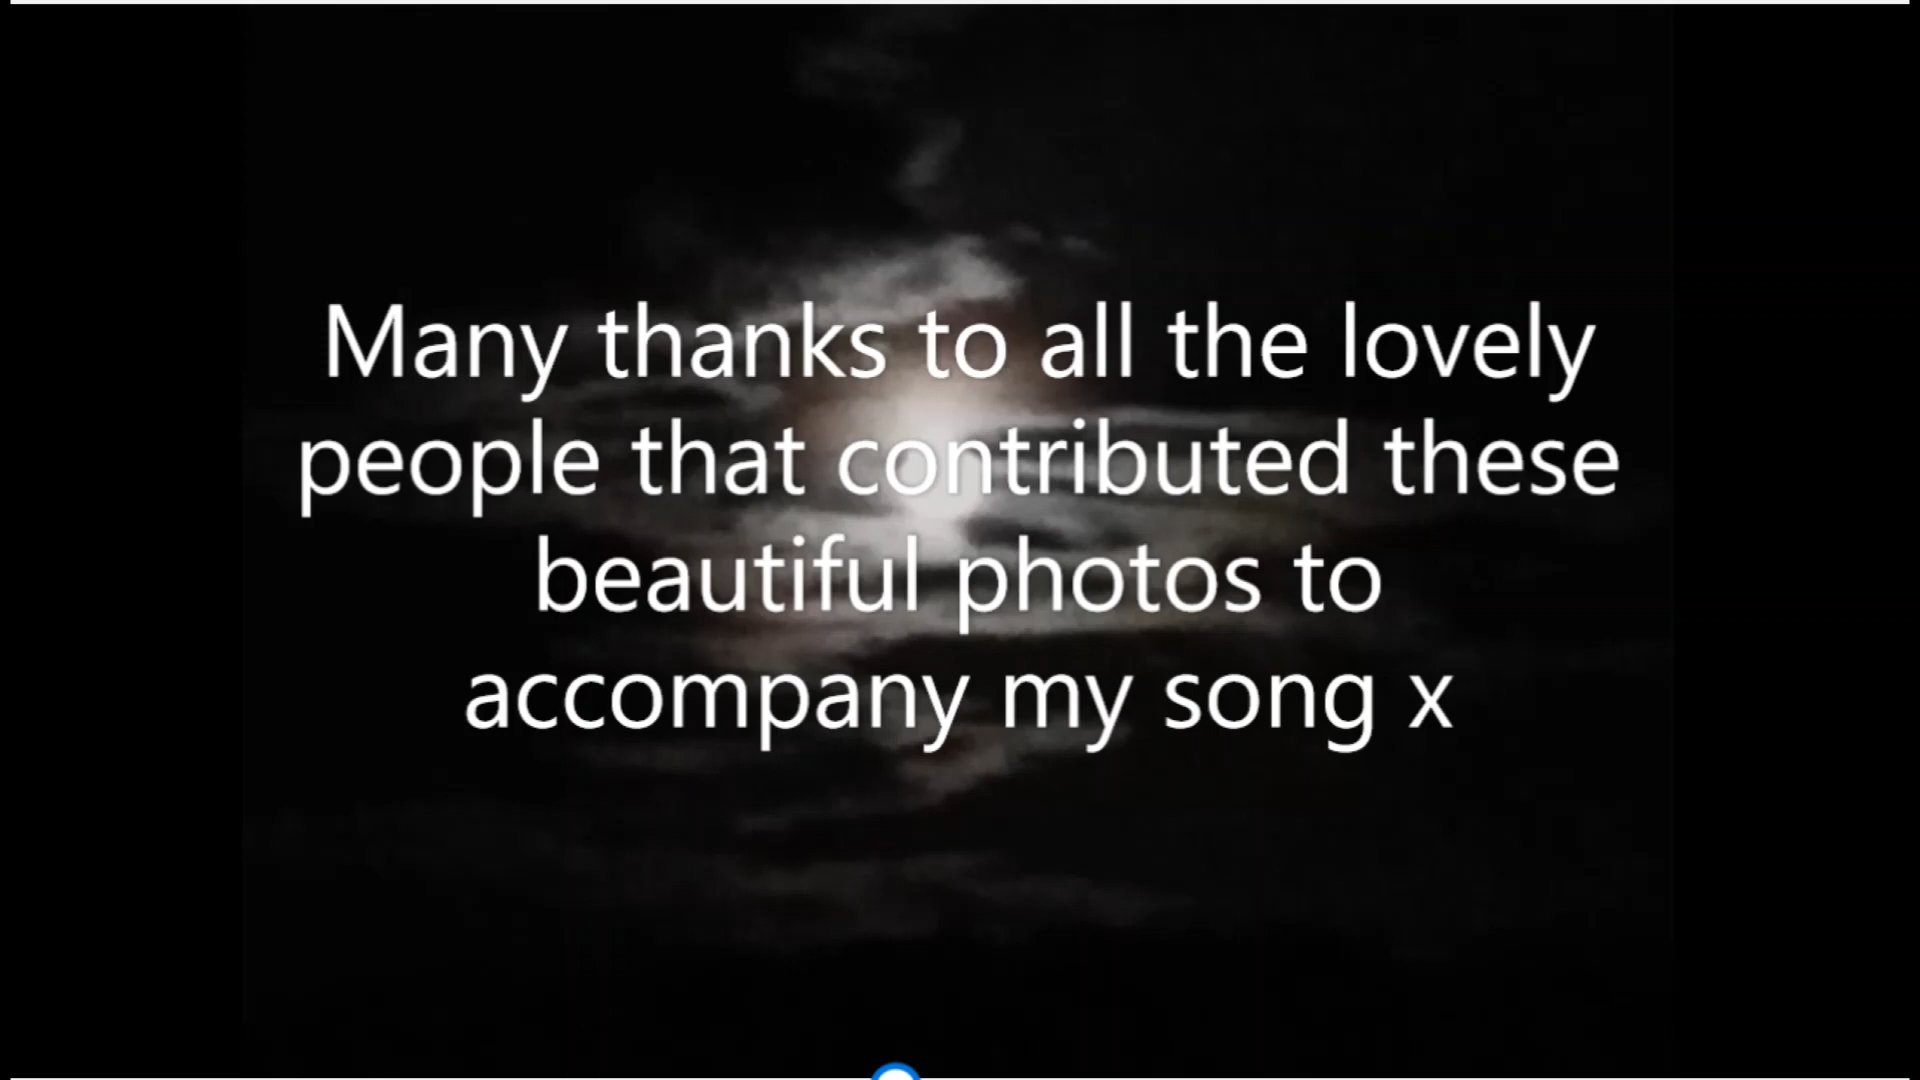 Many thanks to all the lovely
people that contributed these
beautiful photos to
accompany my song x